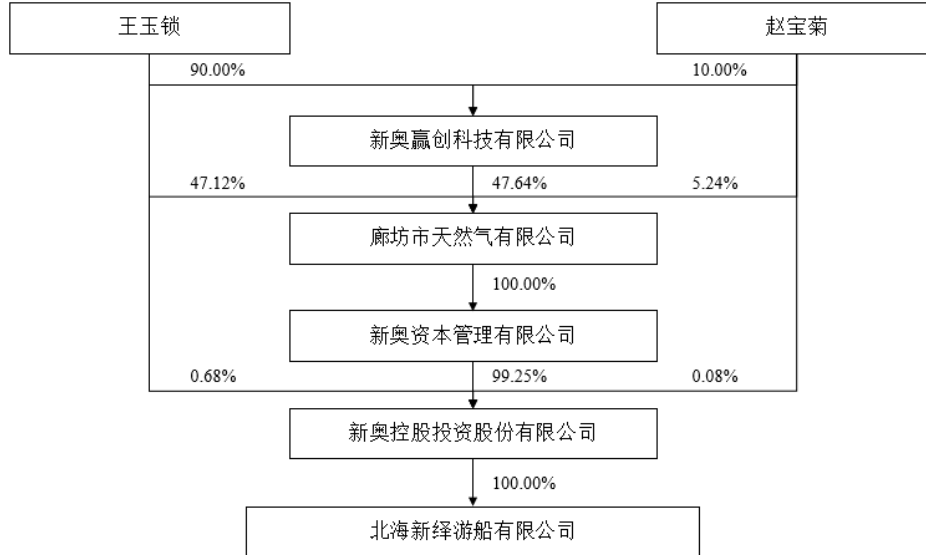 王玉锁 赵宝菊
90.00% 10.00%
新奥赢创科技有限公司
47.12% 47.64% 5.24%
廊坊市天然气有限公司
100.00%
新奥资本管理有限公司
0.68% 99.25% 0.08%
新奥控股投资股份有限公司
100.00%
北海新绎游船有限公司